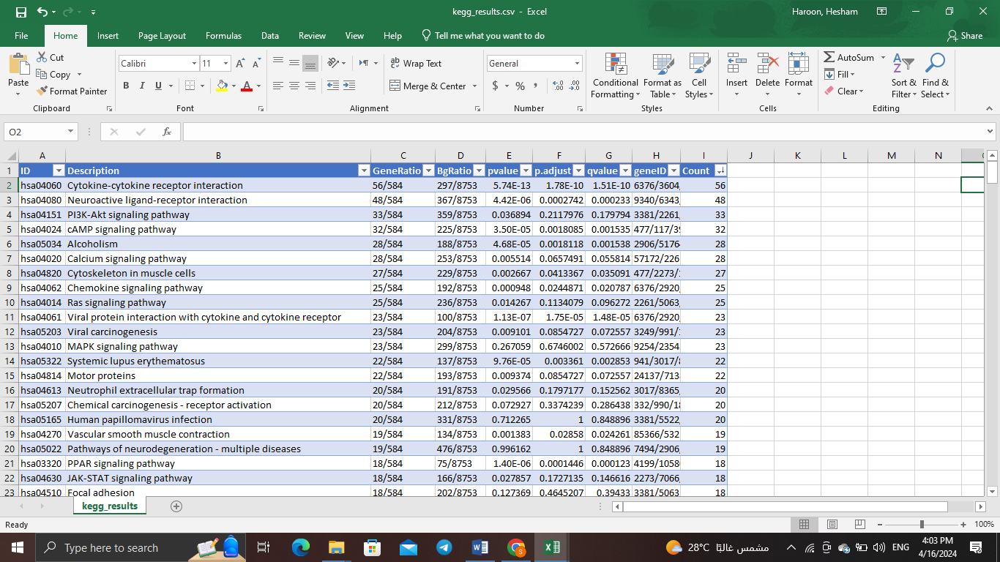 kegg_results.csv - Excel
Haroon, Hesham
File Home Insert Page Layout Formulas Data Review View Help Tell me what you want to do Share
Paste
Cut
Copy
Format Painter
Clipboard
Calibri 11
B I U
Font
Wrap Text
Merge & Center
Alignment
General
$ % ,
Number
Conditional Formatting
Format as Table
Cell Styles
Styles
Insert Delete Format
Cells
AutoSum
Fill
Clear
Sort & Filter
Find & Select
Editing
O2 fx
A B C D E F G H I J K L M N
1 ID Description GeneRatio BgRatio pvalue p.adjust qvalue geneID Count
2 hsa04060 Cytokine-cytokine receptor interaction 56/584 297/8753 5.74E-13 1.78E-10 1.51E-10 6376/3604, 56
3 hsa04080 Neuroactive ligand-receptor interaction 48/584 367/8753 4.42E-06 0.0002742 0.000233 9340/6343, 48
4 hsa04151 PI3K-Akt signaling pathway 33/584 359/8753 0.036894 0.2117976 0.179794 3381/2261, 33
5 hsa04024 cAMP signaling pathway 32/584 225/8753 3.50E-05 0.0018085 0.001535 477/117/3 32
6 hsa05034 Alcoholism 28/584 188/8753 4.68E-05 0.0018118 0.001538 2906/5176 28
7 hsa04020 Calcium signaling pathway 28/584 253/8753 0.005514 0.0657491 0.055814 57172/226 28
8 hsa04820 Cytoskeleton in muscle cells 27/584 229/8753 0.002667 0.0413367 0.035091 477/2273/ 27
9 hsa04062 Chemokine signaling pathway 25/584 192/8753 0.000948 0.0244871 0.020787 6376/2920, 25
10 hsa04014 Ras signaling pathway 25/584 236/8753 0.014267 0.1134079 0.096272 2261/5063, 25
11 hsa04061 Viral protein interaction with cytokine and cytokine receptor 23/584 100/8753 1.13E-07 1.75E-05 1.48E-05 6376/2920, 23
12 hsa05203 Viral carcinogenesis 23/584 204/8753 0.009101 0.0854727 0.072557 3249/991/ 23
13 hsa04010 MAPK signaling pathway 23/584 299/8753 0.267059 0.6746002 0.572666 9254/2354 23
14 hsa05322 Systemic lupus erythematosus 22/584 137/8753 9.76E-05 0.003361 0.002853 941/3017/ 22
15 hsa04814 Motor proteins 22/584 193/8753 0.009374 0.0854727 0.072557 24137/713 22
16 hsa04613 Neutrophil extracellular trap formation 20/584 191/8753 0.029566 0.1797177 0.152562 3017/8365, 20
17 hsa05207 Chemical carcinogenesis - receptor activation 20/584 212/8753 0.072927 0.3374239 0.286438 332/990/1 20
18 hsa05165 Human papillomavirus infection 20/584 331/8753 0.712265 1 0.848896 3381/5522, 20
19 hsa04270 Vascular smooth muscle contraction 19/584 134/8753 0.001383 0.02858 0.024261 85366/532 19
20 hsa05022 Pathways of neurodegeneration - multiple diseases 19/584 476/8753 0.996162 1 0.848896 7494/2906, 19
21 hsa03320 PPAR signaling pathway 18/584 75/8753 1.40E-06 0.0001446 0.000123 4199/1058 18
22 hsa04630 JAK-STAT signaling pathway 18/584 166/8753 0.027857 0.1727135 0.146616 2273/7066, 18
23 hsa04510 Focal adhesion 18/584 202/8753 0.127369 0.4645207 0.39433 3381/5063 18
kegg_results
Ready 100%
Type here to search
28°C مشمس غالبًا ENG 4:03 PM
4/16/2024